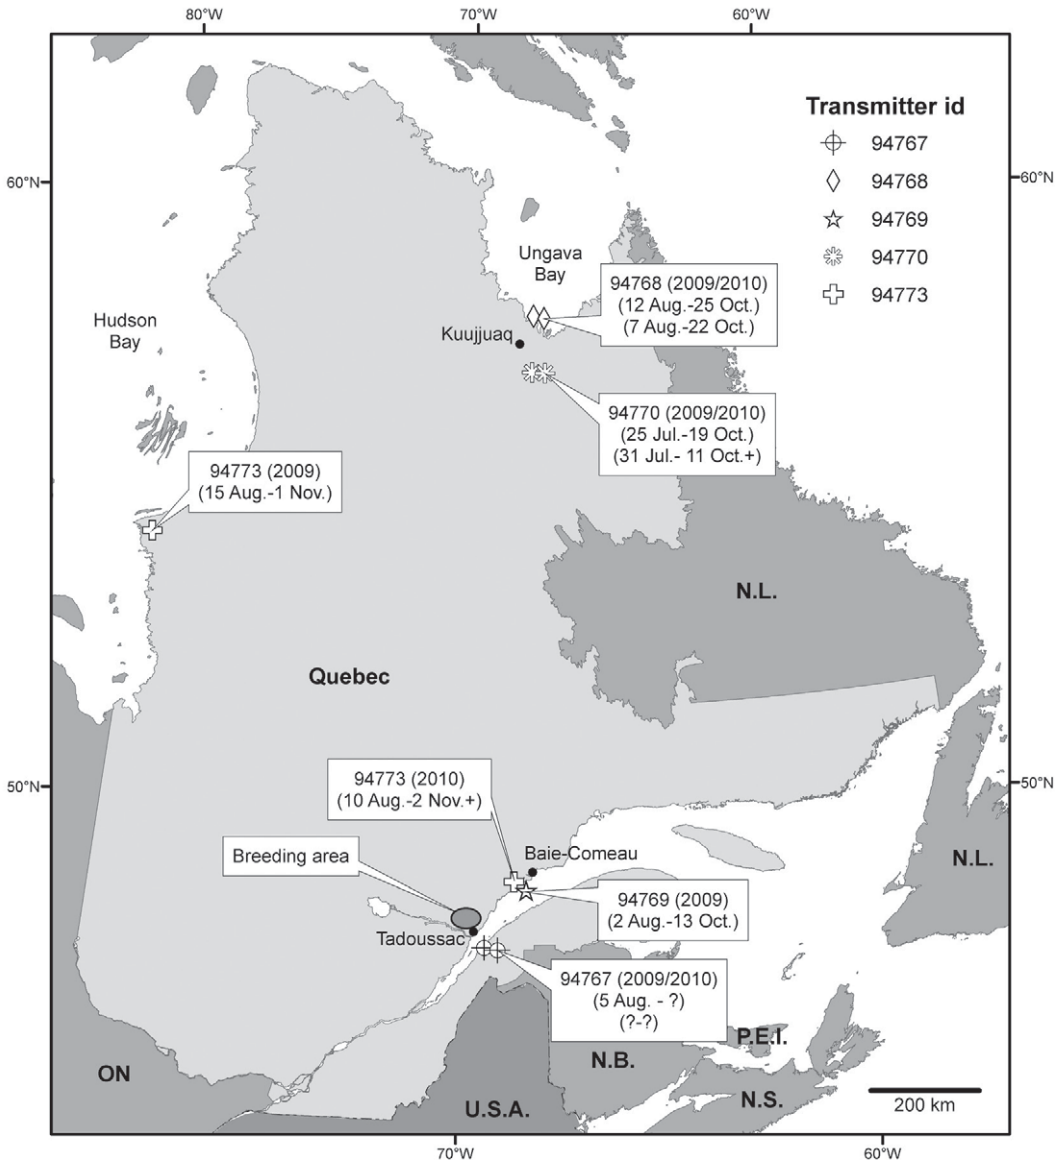 80°W
70°W
60°W
Transmitter id
94767
94768
94769
94770
94773
60°N
60°N
Ungava
Bay
94768 (2009/2010)
(12 Aug.-25 Oct.)
(7 Aug.-22 Oct.)
Hudson
Bay
Kuujjuaq
94770 (2009/2010)
(25 Jul.-19 Oct.)
(31 Jul.- 11 Oct.+)
94773 (2009)
(15 Aug.-1 Nov.)
N.L.
Quebec
50°N
50°N
94773 (2010)
(10 Aug.-2 Nov.+)
Breeding area
Baie-Comeau
N.L.
94769 (2009)
(2 Aug.-13 Oct.)
Tadoussac
94767 (2009/2010)
(5 Aug. - ?)
(?-?)
P.E.I.
N.B.
ON
U.S.A.
N.S.
200 km
70°W
60°W